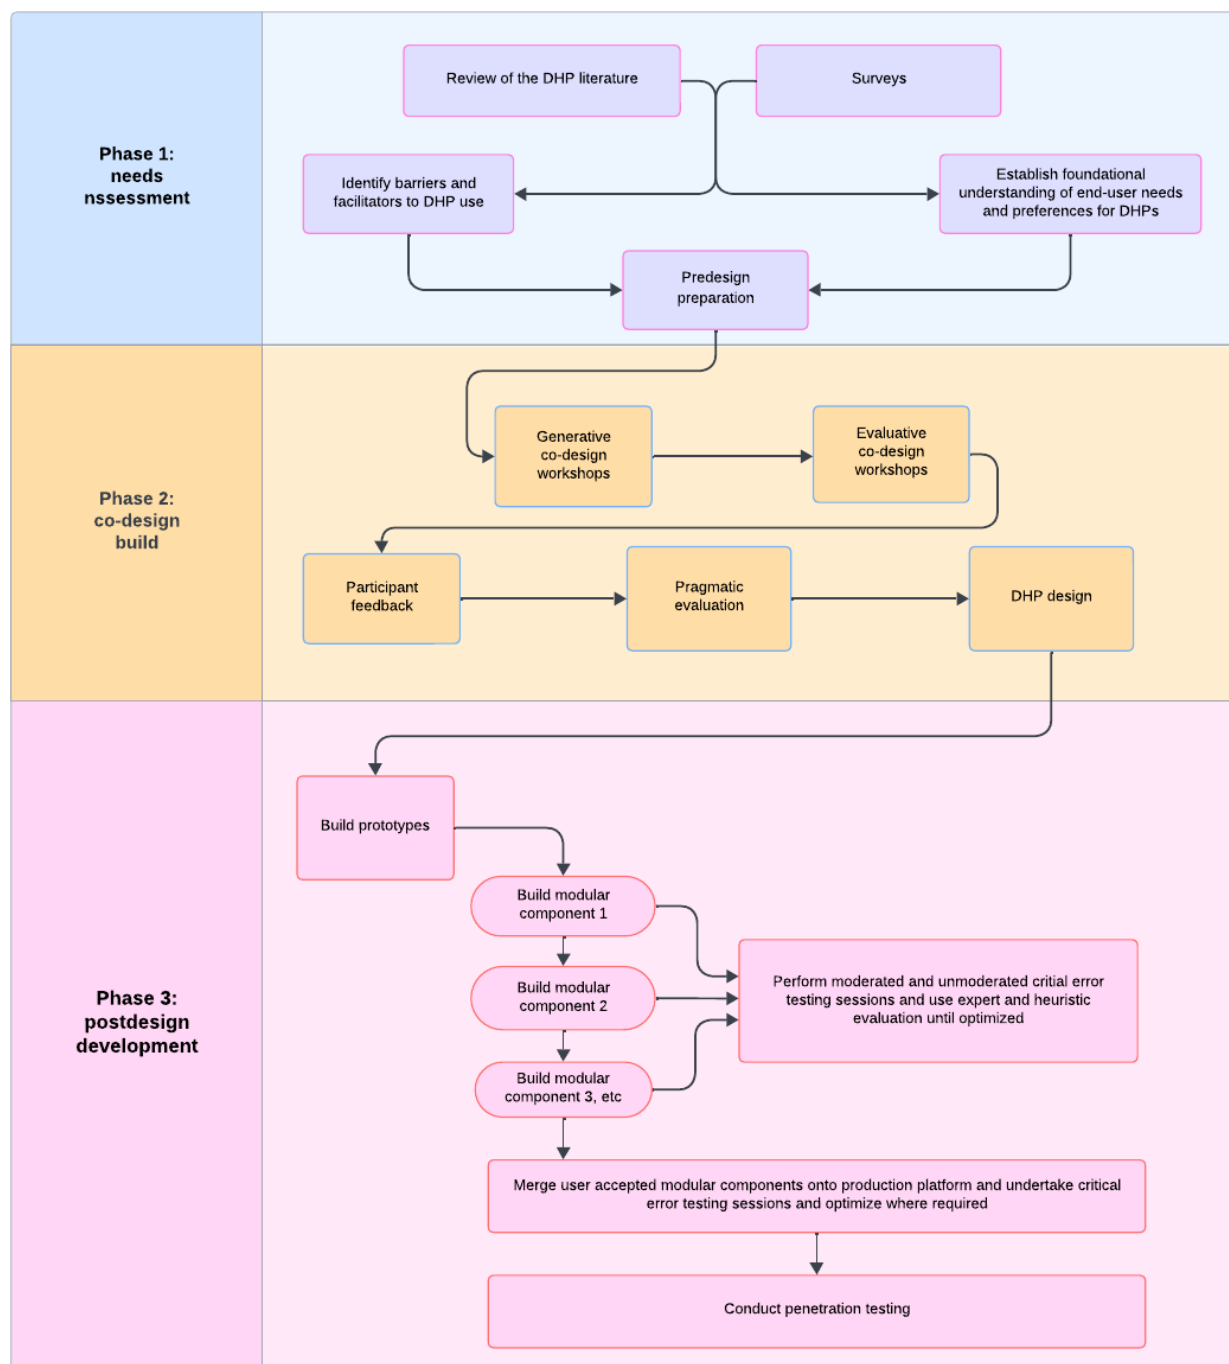 Phase 1:
needs
nssessment
Review of the DHP literature
Surveys
Identify barriers and
facilitators to DHP use
Establish foundational
understanding of end-user needs
and preferences for DHPs
Predesign
preparation
Phase 2:
co-design
build
Generative
co-design
workshops
Evaluative
co-design
workshops
Participant
feedback
Pragmatic
evaluation
DHP design
Phase 3:
postdesign
development
Build prototypes
Build modular
component 1
Build modular
component 2
Build modular
component 3, etc
Perform moderated and unmoderated critial error
testing sessions and use expert and heuristic
evaluation until optimized
Merge user accepted modular components onto production platform and undertake critical
error testing sessions and optimize where required
Conduct penetration testing